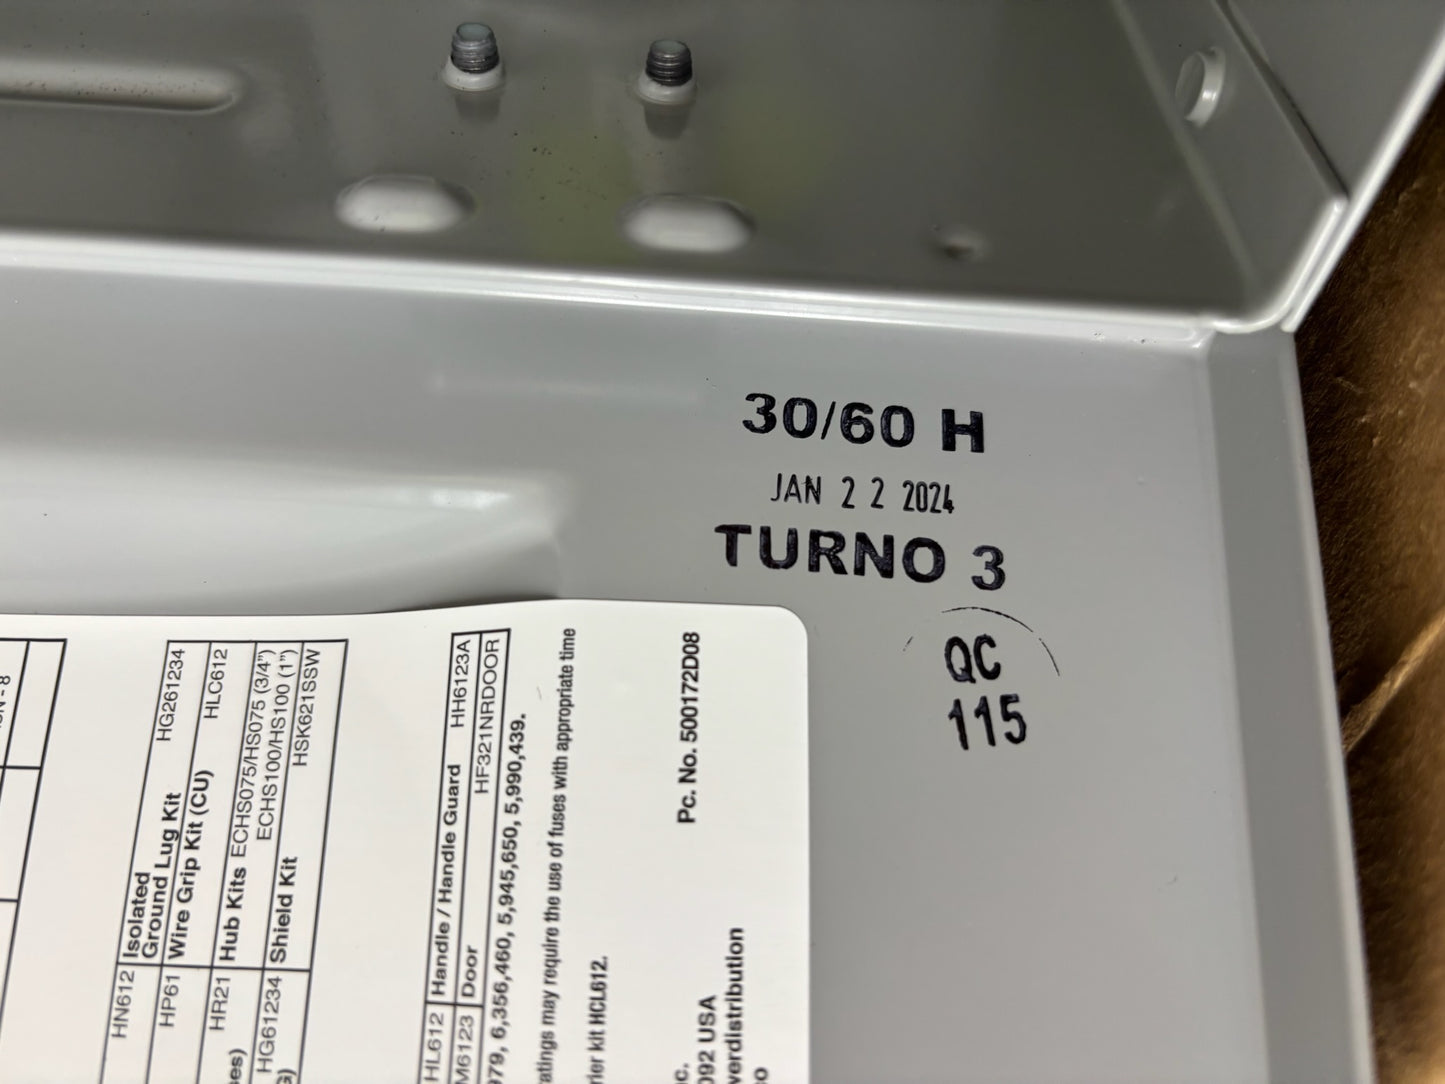 30/60 H
JAN 2 2 2024
TURNO 3
QC
115
HN612 Isolated
Ground Lug Kit HG261234
HP61 Wire Grip Kit (CU) HLC612
HR21 Hub Kits ECHS075/HS075 (3/4")
ECHS100/HS100 (1")
HG61234 Shield Kit HSK621SSW
HL612 Handle / Handle Guard HH6123A
M6123 Door HF321NRDOOR
979, 6,356,460, 5,945,650, 5,990,439.
ratings may require the use of fuses with appropriate time
rier kit HCL612.
Pc. No. 500172D08
nc.
092 USA
werdistribution